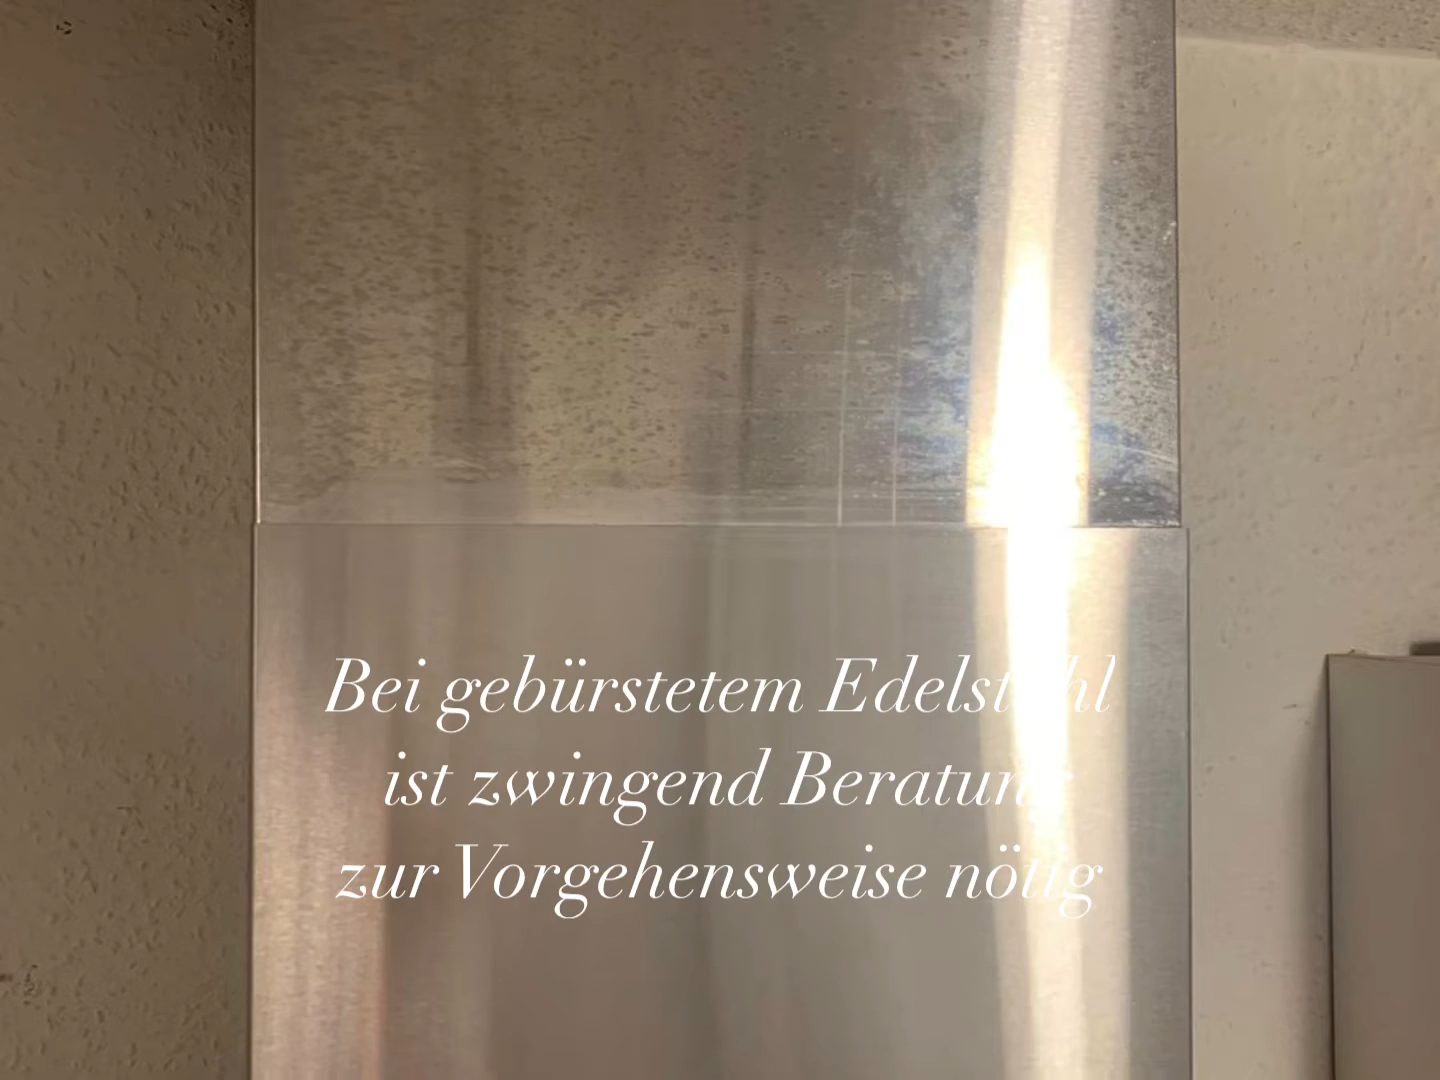 Bei gebürstetem Edelstahl
ist zwingend Beratung
zur Vorgehensweise nötig